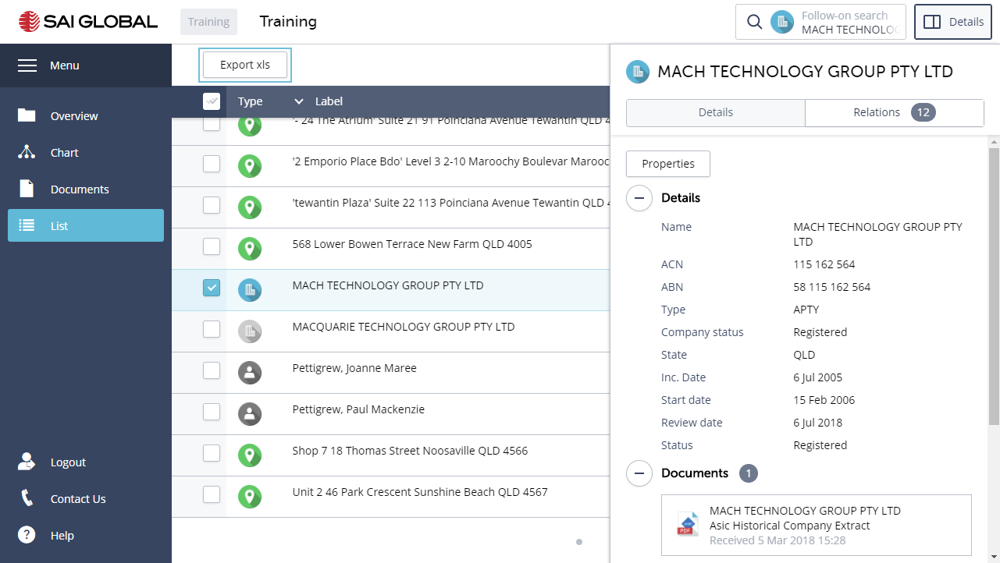 SAI GLOBAL
Training
Training
Follow-on search
MACH TECHNOLOG
Details
Menu
Overview
Chart
Documents
List
Logout
Contact Us
? Help
Export xls
Type
Label
'- 24 The Atrium' Suite 21 91 Poinciana Avenue Tewantin QLD 4
'2 Emporio Place Bdo' Level 3 2-10 Maroochy Boulevar Marooc
'tewantin Plaza' Suite 22 113 Poinciana Avenue Tewantin QLD 4
568 Lower Bowen Terrace New Farm QLD 4005
MACH TECHNOLOGY GROUP PTY LTD
MACQUARIE TECHNOLOGY GROUP PTY LTD
Pettigrew, Joanne Maree
Pettigrew, Paul Mackenzie
Shop 7 18 Thomas Street Noosaville QLD 4566
Unit 2 46 Park Crescent Sunshine Beach QLD 4567
MACH TECHNOLOGY GROUP PTY LTD
Details
Relations 12
Properties
Details
Name MACH TECHNOLOGY GROUP PTY
LTD
ACN 115 162 564
ABN 58 115 162 564
Type APTY
Company status Registered
State QLD
Inc. Date 6 Jul 2005
Start date 15 Feb 2006
Review date 6 Jul 2018
Status Registered
Documents 1
PDF
MACH TECHNOLOGY GROUP PTY LTD
Asic Historical Company Extract
Received 5 Mar 2018 15:28